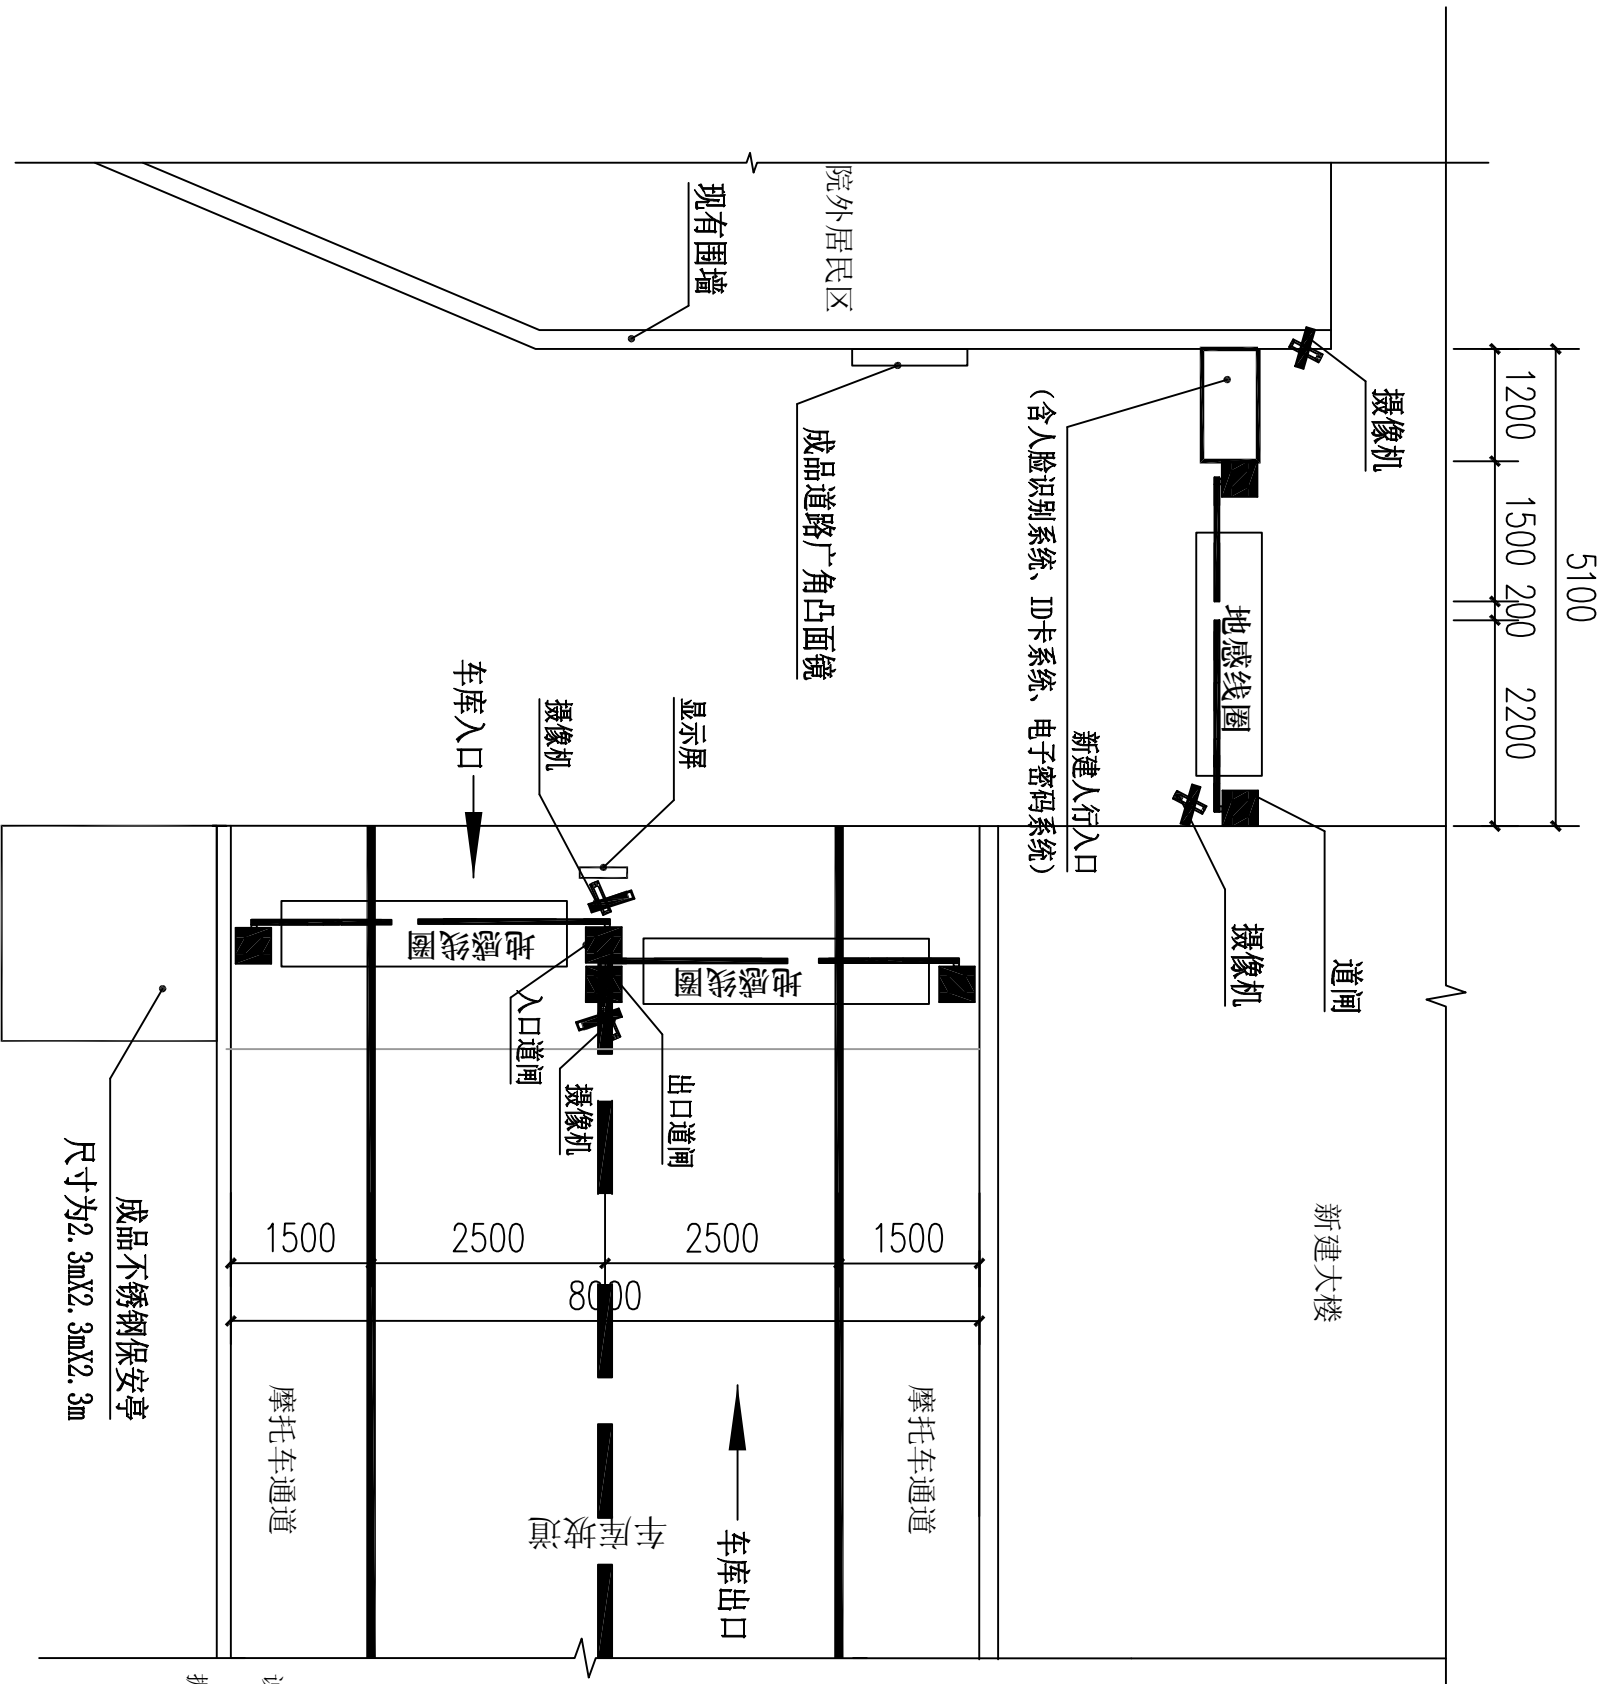 院外居民区
现有围墙
摄像机
1200
1500
200
2200
5100
成品道路广角凸面镜
(含人脸识别系统、ID卡系统、电子密码系统)
新建人行入口
地感线圈
车库入口
摄像机
显示屏
道闸
摄像机
地感线圈
地感线圈
入口道闸
摄像机
出口道闸
1500
2500
2500
1500
8000
新建大楼
成品不锈钢保安亭
尺寸为2.3mX2.3mX2.3m
摩托车通道
摩托车通道
车库坡道
车库出口